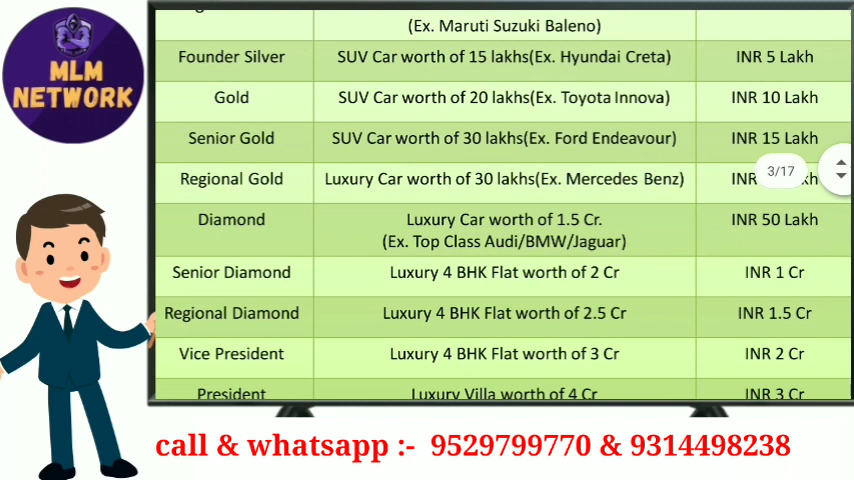 MLM
NETWORK
(Ex. Maruti Suzuki Baleno)
Founder Silver SUV Car worth of 15 lakhs(Ex. Hyundai Creta) INR 5 Lakh
Gold SUV Car worth of 20 lakhs(Ex. Toyota Innova) INR 10 Lakh
Senior Gold SUV Car worth of 30 lakhs(Ex. Ford Endeavour) INR 15 Lakh
Regional Gold Luxury Car worth of 30 lakhs(Ex. Mercedes Benz) INR
3/17
Diamond Luxury Car worth of 1.5 Cr. INR 50 Lakh
(Ex. Top Class Audi/BMW/Jaguar)
Senior Diamond Luxury 4 BHK Flat worth of 2 Cr INR 1 Cr
Regional Diamond Luxury 4 BHK Flat worth of 2.5 Cr INR 1.5 Cr
Vice President Luxury 4 BHK Flat worth of 3 Cr INR 2 Cr
President Luxury Villa worth of 4 Cr INR 3 Cr
call & whatsapp :- 9529799770 & 9314498238